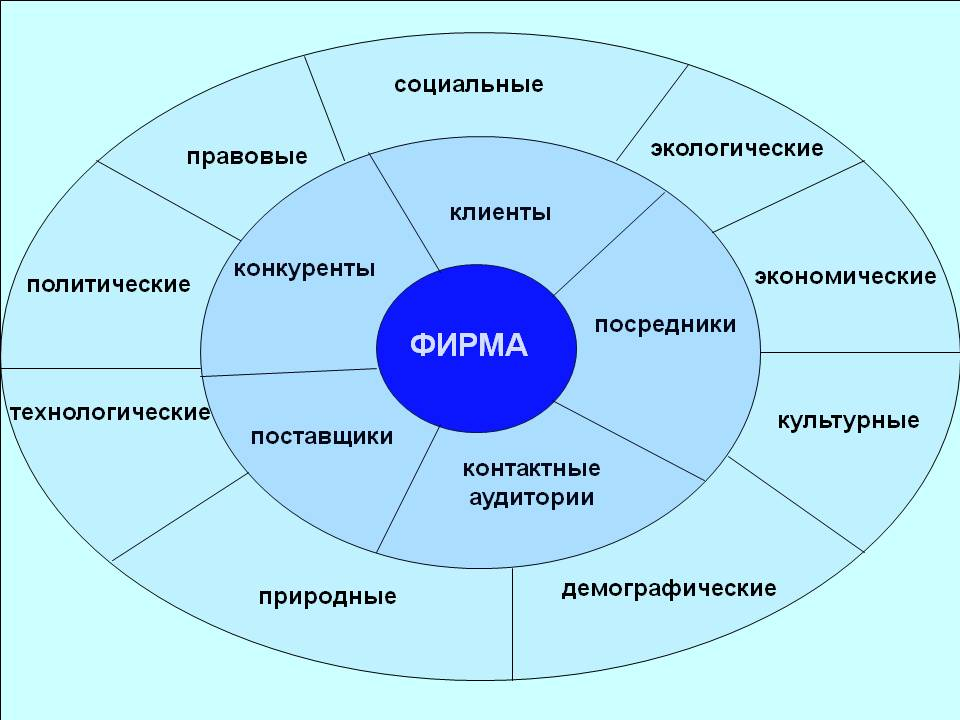 социальные
экологические
правовые
клиенты
конкуренты
экономические
политические
посредники
ФИРМА
технологические
культурные
поставщики
контактные
аудитории
природные
демографические